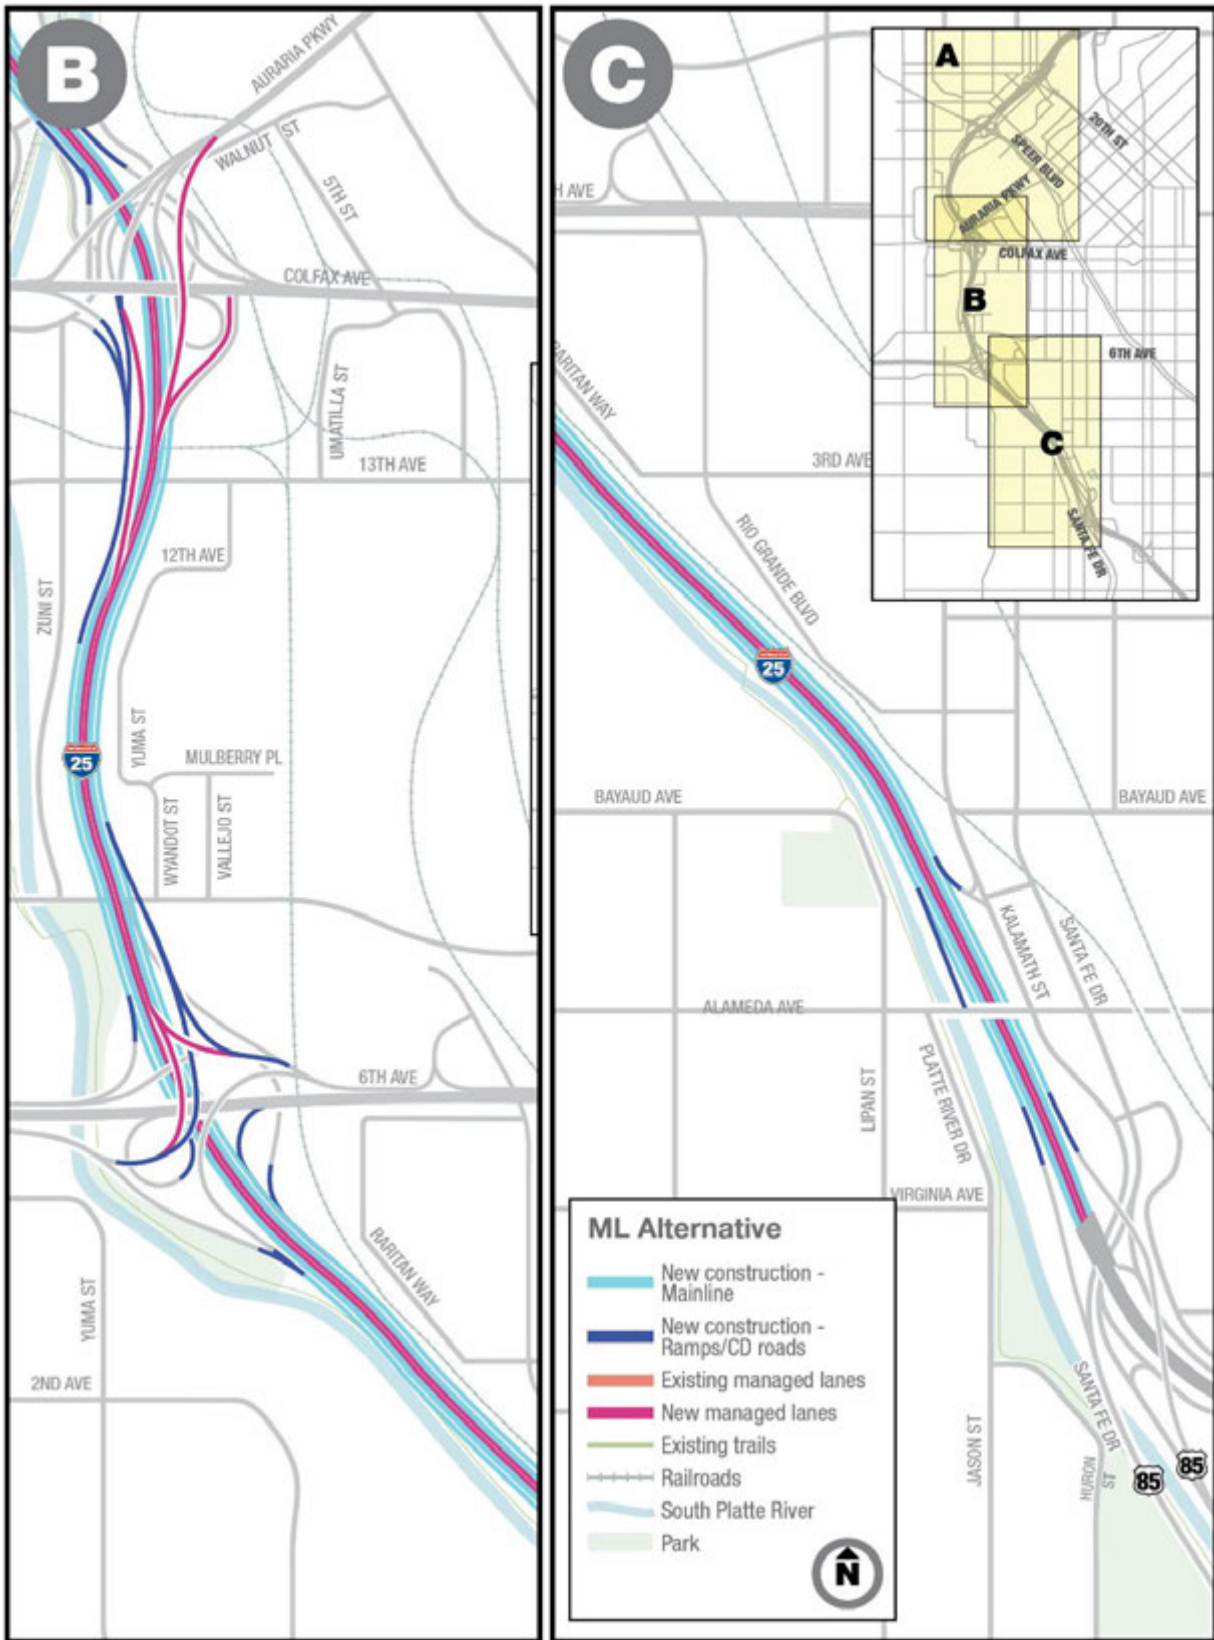 B
AURARIA PKWY
WALNUT ST
5TH ST
COLFAX AVE
UMATILLA ST
13TH AVE
12TH AVE
ZUNI ST
YUMA ST
25
MULBERRY PL
WYANDOT ST
VALLEJO ST
6TH AVE
RARITAN WAY
YUMA ST
2ND AVE
C
H AVE
RARITAN WAY
3RD AVE
RIO GRANDE BLVD
25
BAYAUD AVE
BAYAUD AVE
KALAMATH ST
SANTA FE DR
ALAMEDA AVE
LIPAN ST
PLATTE RIVER DR
VIRGINIA AVE
SANTA FE DR
JASON ST
HURON
ST
85
85
A
20TH ST
SPEER BLVD
AURARIA PKWY
COLFAX AVE
B
6TH AVE
C
SANTA FE DR
ML Alternative
New construction -
Mainline
New construction -
Ramps/CD roads
Existing managed lanes
New managed lanes
Existing trails
Railroads
South Platte River
Park
N